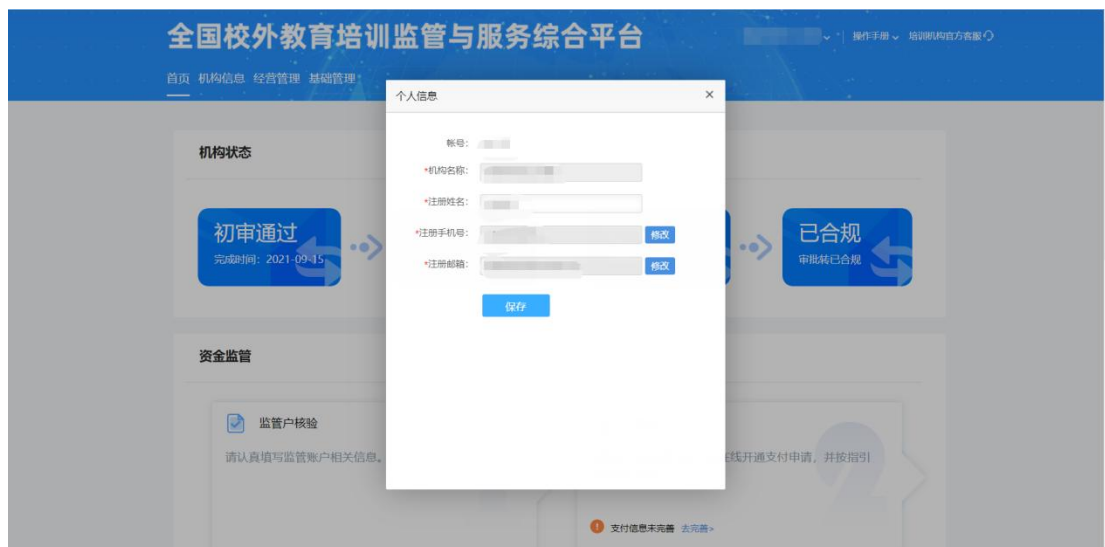 全国校外教育培训监管与服务综合平台
操作手册 培训机构官方客服
首页 机构信息 经营管理 基础管理
个人信息 ×
帐号:
*机构名称:
*注册姓名:
*注册手机号: 修改
*注册邮箱: 修改
保存
机构状态
初审通过
完成时间: 2021-09-15
已合规
审批转已合规
资金监管
监管户核验
请认真填写监管账户相关信息。
在线开通支付申请，并按指引
支付信息未完善 去完善>